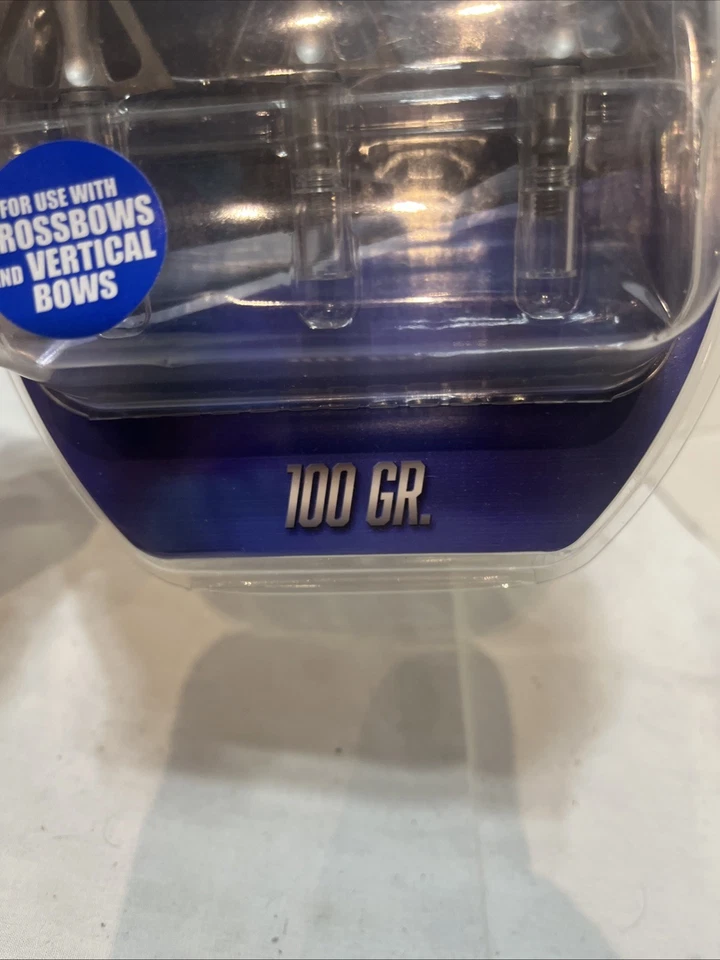 FOR USE WITH
ROSSBOWS
ND VERTICAL
BOWS
100 GR.